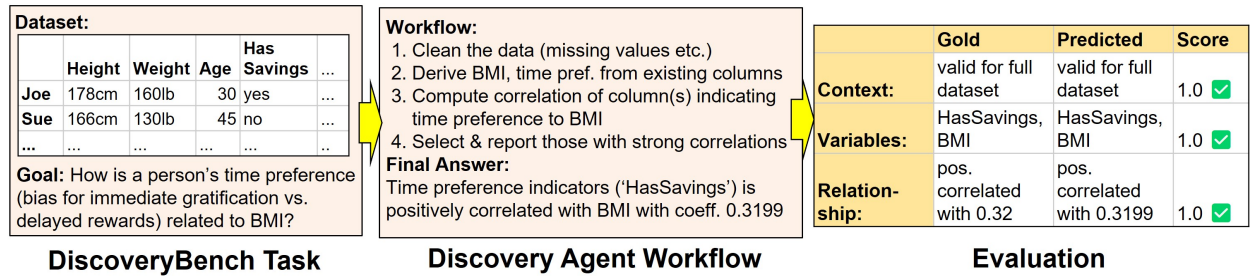 Dataset:
Height Weight Age Has Savings ...
Joe 178cm 160lb 30 yes ...
Sue 166cm 130lb 45 no ...
... ... ... ... ... ..
Goal: How is a person's time preference
(bias for immediate gratification vs.
delayed rewards) related to BMI?
DiscoveryBench Task
Workflow:
1. Clean the data (missing values etc.)
2. Derive BMI, time pref. from existing columns
3. Compute correlation of column(s) indicating
time preference to BMI
4. Select & report those with strong correlations
Final Answer:
Time preference indicators ('HasSavings') is
positively correlated with BMI with coeff. 0.3199
Discovery Agent Workflow
Gold Predicted Score
Context: valid for full dataset valid for full dataset 1.0
Variables: HasSavings, BMI HasSavings, BMI 1.0
Relation-ship: pos. correlated with 0.32 pos. correlated with 0.3199 1.0
Evaluation